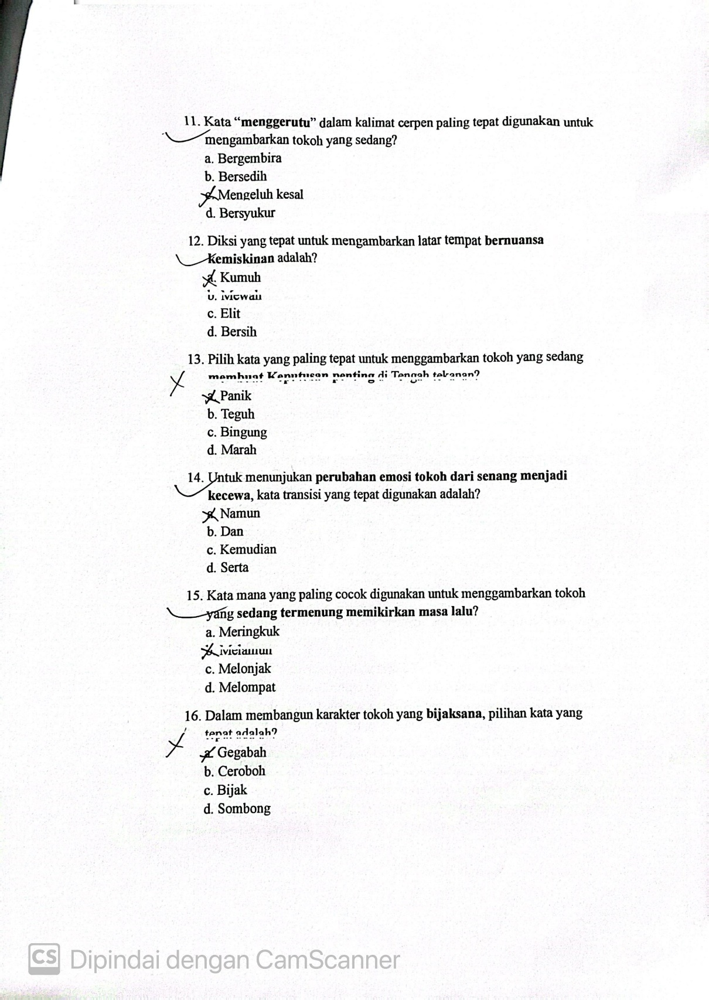 11. Kata “menggerutu” dalam kalimat cerpen paling tepat digunakan untuk
mengambarkan tokoh yang sedang?
a. Bergembira
b. Bersedih
c. Mengeluh kesal
d. Bersyukur
12. Diksi yang tepat untuk mengambarkan latar tempat bernuansa
kemiskinan adalah?
a. Kumuh
b. Mewah
c. Elit
d. Bersih
13. Pilih kata yang paling tepat untuk menggambarkan tokoh yang sedang
membuat Keputusan penting di Tengah tekanan?
a. Panik
b. Teguh
c. Bingung
d. Marah
14. Untuk menunjukan perubahan emosi tokoh dari senang menjadi
kecewa, kata transisi yang tepat digunakan adalah?
a. Namun
b. Dan
c. Kemudian
d. Serta
15. Kata mana yang paling cocok digunakan untuk menggambarkan tokoh
yang sedang termenung memikirkan masa lalu?
a. Meringkuk
b. Melamun
c. Melonjak
d. Melompat
16. Dalam membangun karakter tokoh yang bijaksana, pilihan kata yang
tepat adalah?
a. Gegabah
b. Ceroboh
c. Bijak
d. Sombong
CS Dipindai dengan CamScanner